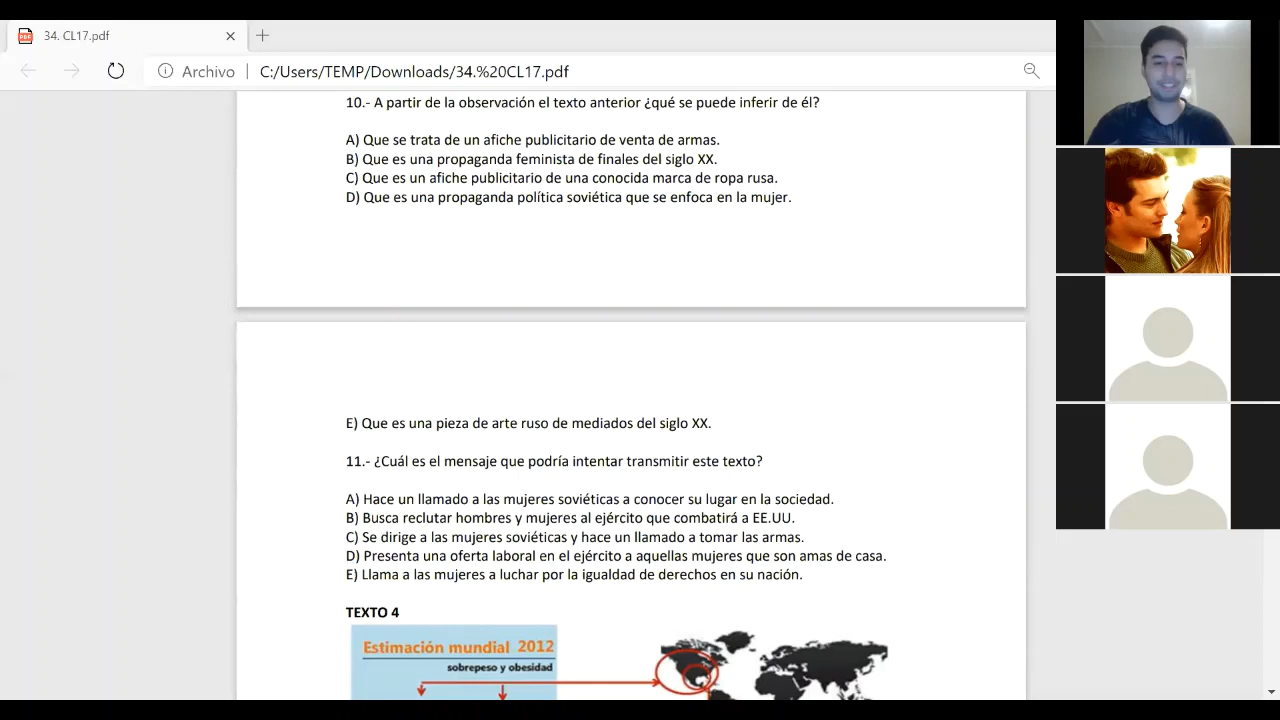 34. CL17.pdf
Archivo
C:/Users/TEMP/Downloads/34.%20CL17.pdf
10.- A partir de la observación el texto anterior ¿qué se puede inferir de él?
A) Que se trata de un afiche publicitario de venta de armas.
B) Que es una propaganda feminista de finales del siglo XX.
C) Que es un afiche publicitario de una conocida marca de ropa rusa.
D) Que es una propaganda política soviética que se enfoca en la mujer.
E) Que es una pieza de arte ruso de mediados del siglo XX.
11.- ¿Cuál es el mensaje que podría intentar transmitir este texto?
A) Hace un llamado a las mujeres soviéticas a conocer su lugar en la sociedad.
B) Busca reclutar hombres y mujeres al ejército que combatirá a EE.UU.
C) Se dirige a las mujeres soviéticas y hace un llamado a tomar las armas.
D) Presenta una oferta laboral en el ejército a aquellas mujeres que son amas de casa.
E) Llama a las mujeres a luchar por la igualdad de derechos en su nación.
TEXTO 4
Estimación mundial 2012
sobrepeso y obesidad